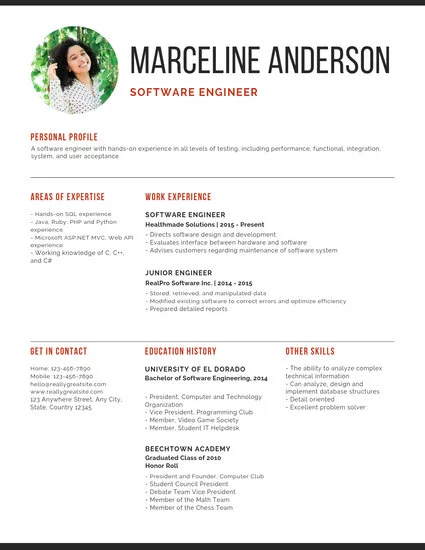 MARCELINE ANDERSON
SOFTWARE ENGINEER
PERSONAL PROFILE
A software engineer with hands-on experience in all levels of testing, including performance, functional, integration,
system, and user acceptance
AREAS OF EXPERTISE
- Hands-on SQL experience
- Java, Ruby, PHP and Python
experience
- Microsoft ASP.NET MVC, Web API
experience
- Working knowledge of C, C++,
and C#
WORK EXPERIENCE
SOFTWARE ENGINEER
Healthmade Solutions | 2015 - Present
- Directs software design and development
- Evaluates interface between hardware and software
- Advises customers regarding maintenance of software system
JUNIOR ENGINEER
RealPro Software Inc. | 2014 - 2015
- Stored, retrieved, and manipulated data
- Modified existing software to correct errors and optimize efficiency
- Prepared detailed reports
GET IN CONTACT
Home: 123-456-7890
Mobile: 123-456-7890
hello@reallygreatsite.com
www.reallygreatsite.com
123 Anywhere Street, Any City,
State, Country 12345
EDUCATION HISTORY
UNIVERSITY OF EL DORADO
Bachelor of Software Engineering, 2014
- President, Computer and Technology
Organization
- Vice President, Programming Club
- Member, Video Game Society
- Member, Student IT Helpdesk
BEECHTOWN ACADEMY
Graduated Class of 2010
Honor Roll
- President and Founder, Computer Club
- Student Council President
- Debate Team Vice President
- Member of the Math Team
- Member of the Chess Team
OTHER SKILLS
- The ability to analyze complex
technical information
- Can analyze, design and
implement database structures
- Detail oriented
- Excellent problem solver